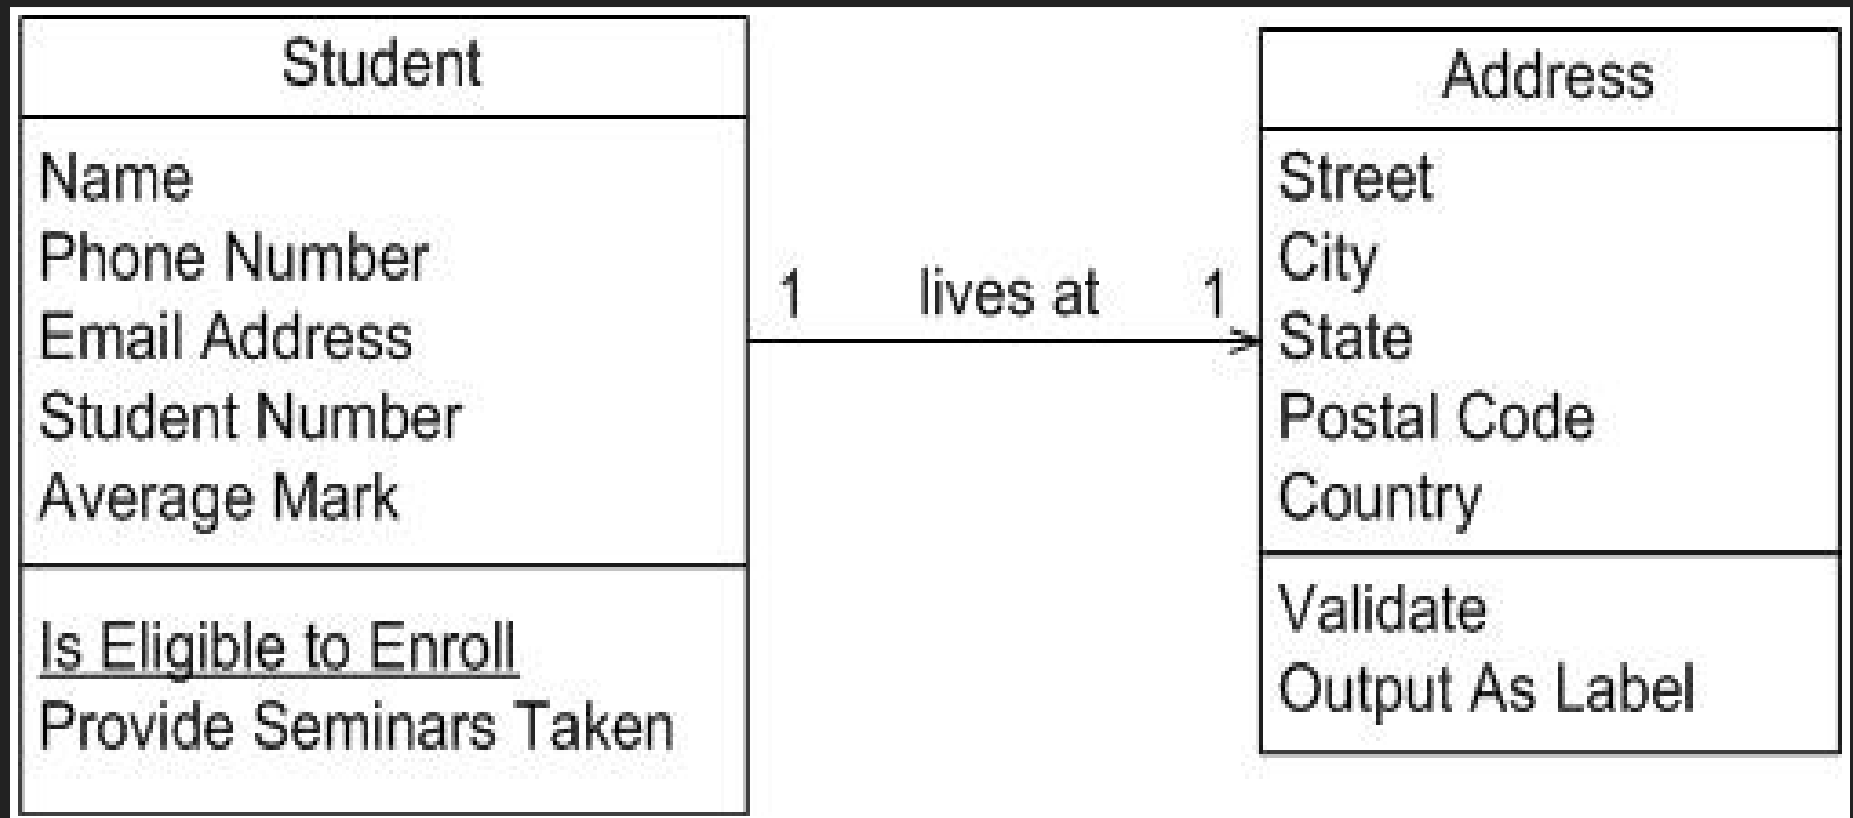 Student
Name
Phone Number
Email Address
Student Number
Average Mark
Is Eligible to Enroll
Provide Seminars Taken
1 lives at 1
Address
Street
City
State
Postal Code
Country
Validate
Output As Label